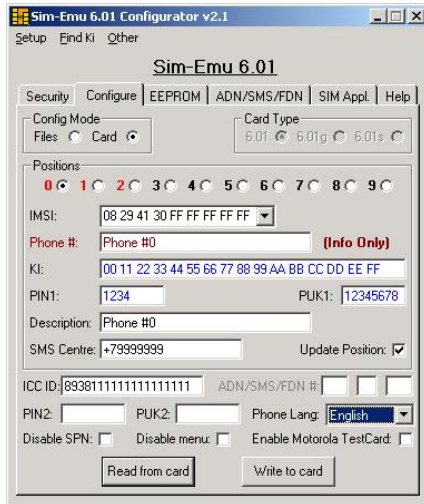 Sim-Emu 6.01 Configurator v2.1
Setup Find Ki Other
Sim-Emu 6.01
Security Configure EEPROM ADN/SMS/FDN SIM Appl. Help
Config Mode Card Type
Files Card 6.01 6.01g 6.01s
Positions
0 1 2 3 4 5 6 7 8 9
IMSI: 08 29 41 30 FF FF FF FF FF
Phone #: Phone #0 (Info Only)
KI: 00 11 22 33 44 55 66 77 88 99 AA BB CC DD EE FF
PIN1: 1234 PUK1: 12345678
Description: Phone #0
SMS Centre: +79999999 Update Position:
ICC ID: 8938111111111111111 ADN/SMS/FDN #:
PIN2: PUK2: Phone Lang: English
Disable SPN: Disable menu: Enable Motorola TestCard:
Read from card Write to card